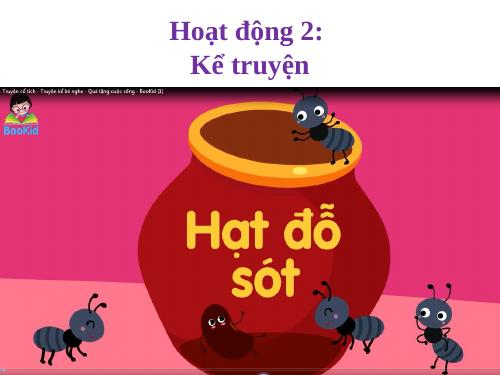 Hoạt động 2:
Kể truyện
Truyện cổ tích - Truyện kể bé nghe - Quà tặng cuộc sống - BooKid (1)
BooKid
Hạt đỗ
sót